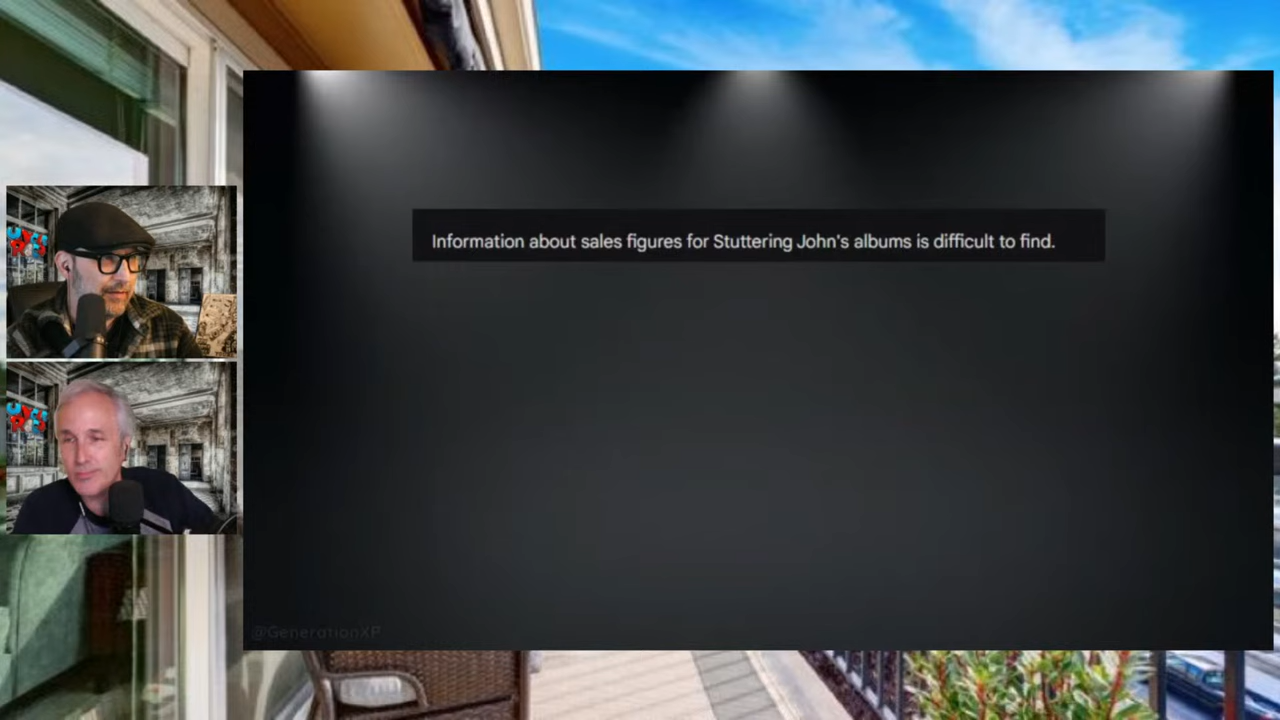 Information about sales figures for Stuttering John's albums is difficult to find.
@GenerationXP